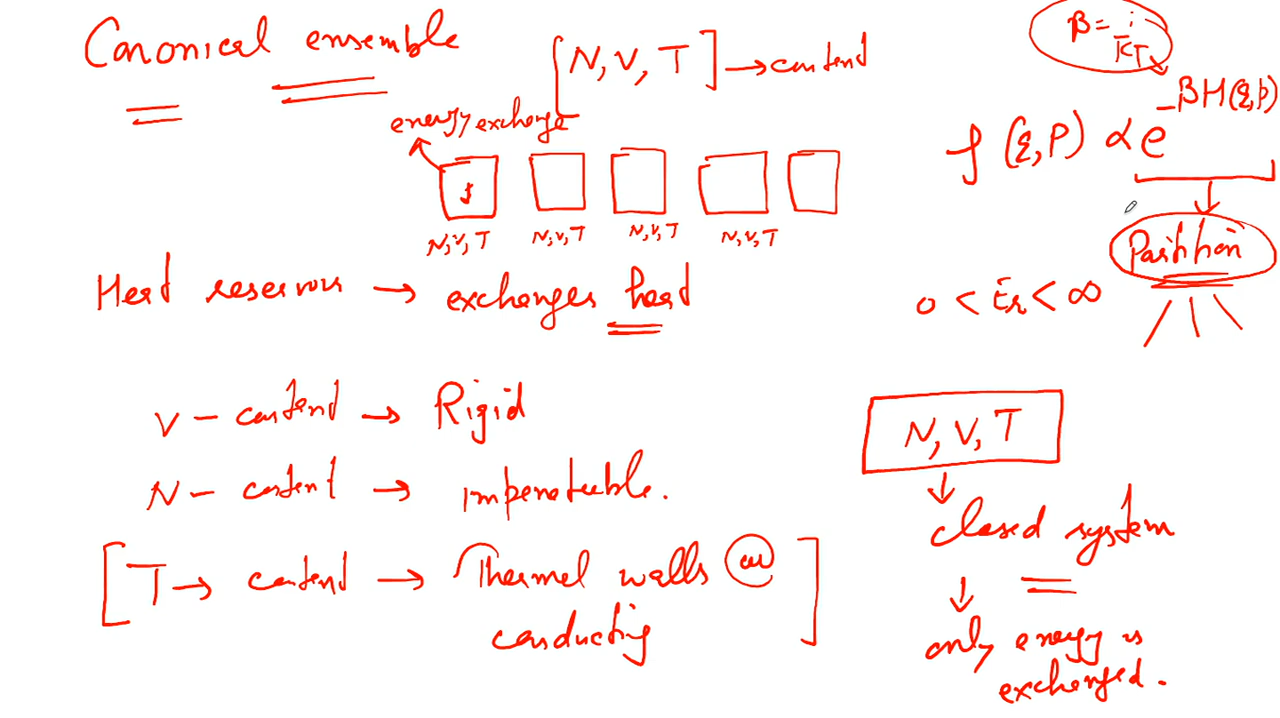 Canonical ensemble
[N, V, T] → constant
β = 1/KT
energy exchange
ρ(q, p) ∝ e^-βH(q,p)
N, V, T N, V, T N, V, T N, V, T
Partition
Heat reservoir → exchanges heat
0 < Er < ∞
V - constant → Rigid
N - constant → impenetrable.
[T → constant → Thermal walls @ conducting]
N, V, T
↓
closed system
↓
only energy is
exchanged.